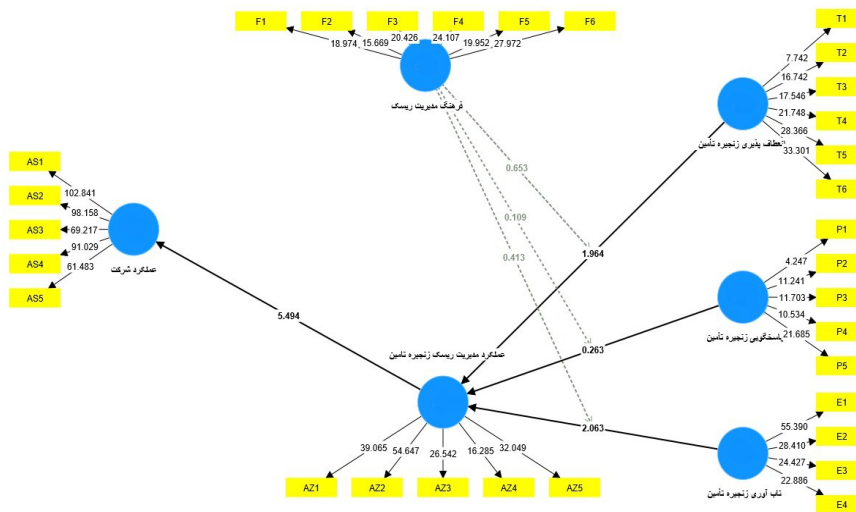 F1
F2
F3
F4
F5
F6
18.974
15.669
20.426
24.107
19.952
27.972
فرهنگ مدیریت ریسک
T1
T2
T3
T4
T5
T6
7.742
16.742
17.546
21.748
28.366
33.301
انعطاف پذیری زنجیره تأمین
AS1
AS2
AS3
AS4
AS5
102.841
98.158
69.217
91.029
61.483
عملکرد شرکت
0.653
0.109
0.413
1.964
0.263
2.063
5.494
P1
P2
P3
P4
P5
4.247
11.241
11.703
10.534
21.685
پاسخگویی زنجیره تأمین
عملکرد مدیریت ریسک زنجیره تامین
39.065
54.647
26.542
16.285
32.049
AZ1
AZ2
AZ3
AZ4
AZ5
E1
E2
E3
E4
55.390
28.410
24.427
22.886
تاب آوری زنجیره تأمین